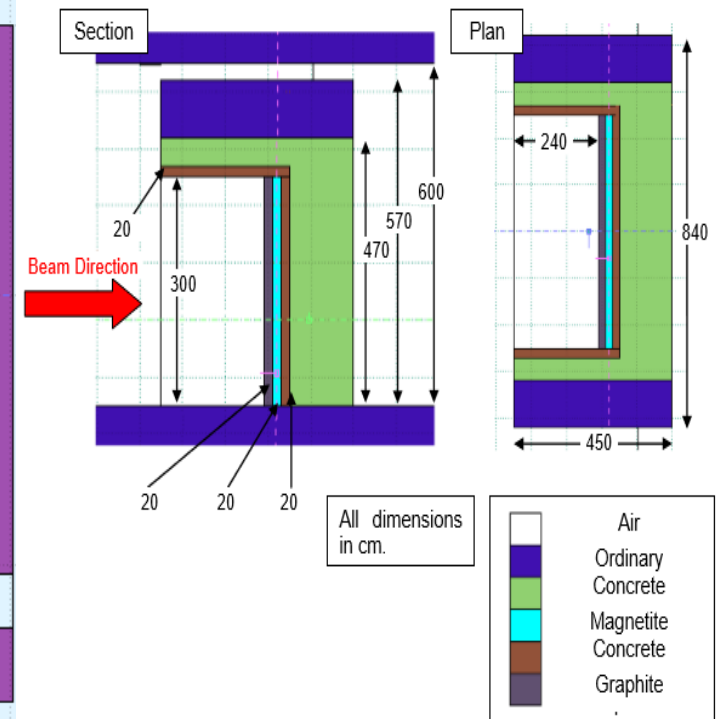 Section
Plan
600
570
470
20
300
Beam Direction
20 20 20
All dimensions
in cm.
240
840
450
Air
Ordinary
Concrete
Magnetite
Concrete
Graphite